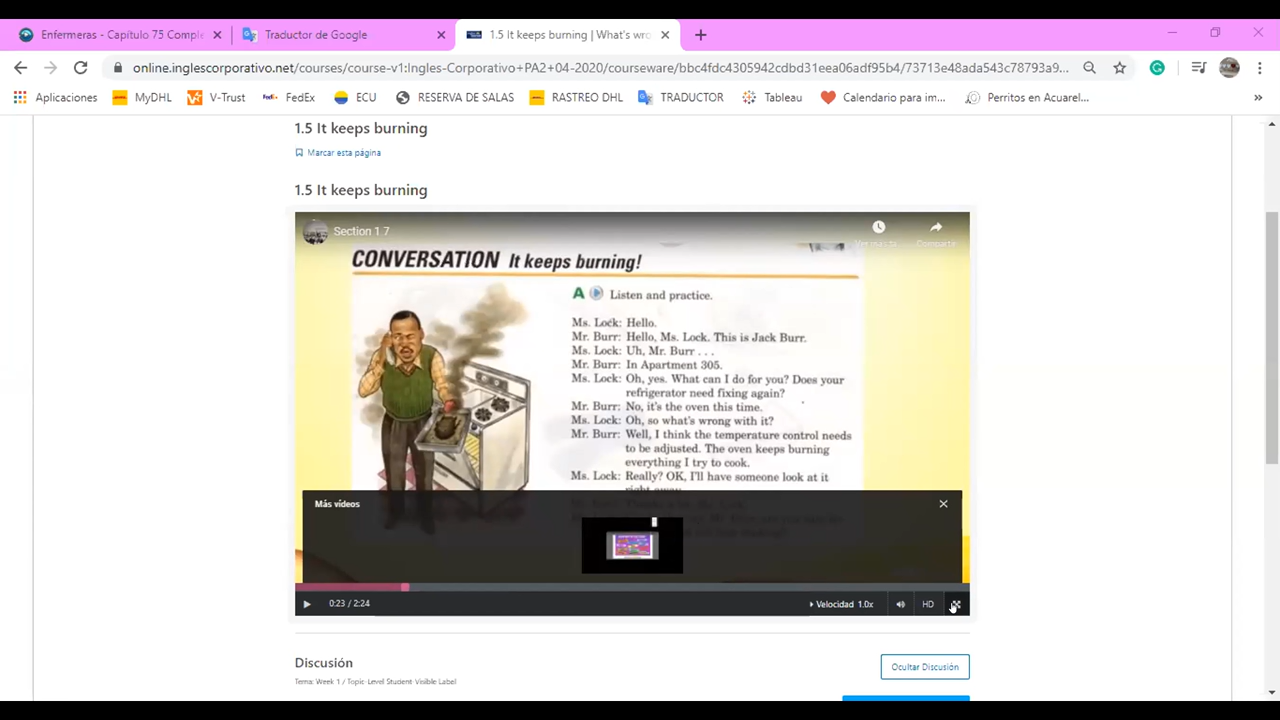 Enfermeras - Capítulo 75 Comple
Traductor de Google
1.5 It keeps burning | What's wro
online.inglescorporativo.net/courses/course-v1:Ingles-Corporativo+PA2+04-2020/courseware/bbc4fdc4305942cdbd31eea06adf95b4/73713e48ada543c78793a9...
Aplicaciones MyDHL V-Trust FedEx ECU RESERVA DE SALAS RASTREO DHL TRADUCTOR Tableau Calendario para im... Perritos en Acuarel... »
1.5 It keeps burning
Marcar esta página
1.5 It keeps burning
Section 1 7
Ver más ta
Compartir
CONVERSATION It keeps burning!
A Listen and practice.
Ms. Lock: Hello.
Mr. Burr: Hello, Ms. Lock. This is Jack Burr.
Ms. Lock: Uh, Mr. Burr . . .
Mr. Burr: In Apartment 305.
Ms. Lock: Oh, yes. What can I do for you? Does your
refrigerator need fixing again?
Mr. Burr: No, it's the oven this time.
Ms. Lock: Oh, so what's wrong with it?
Mr. Burr: Well, I think the temperature control needs
to be adjusted. The oven keeps burning
everything I try to cook.
Ms. Lock: Really? OK, I'll have someone look at it
right away.
Más vídeos
0:23 / 2:24
Velocidad 1.0x
HD
Discusión
Ocultar Discusión
Tema: Week 1 / Topic-Level Student-Visible Label